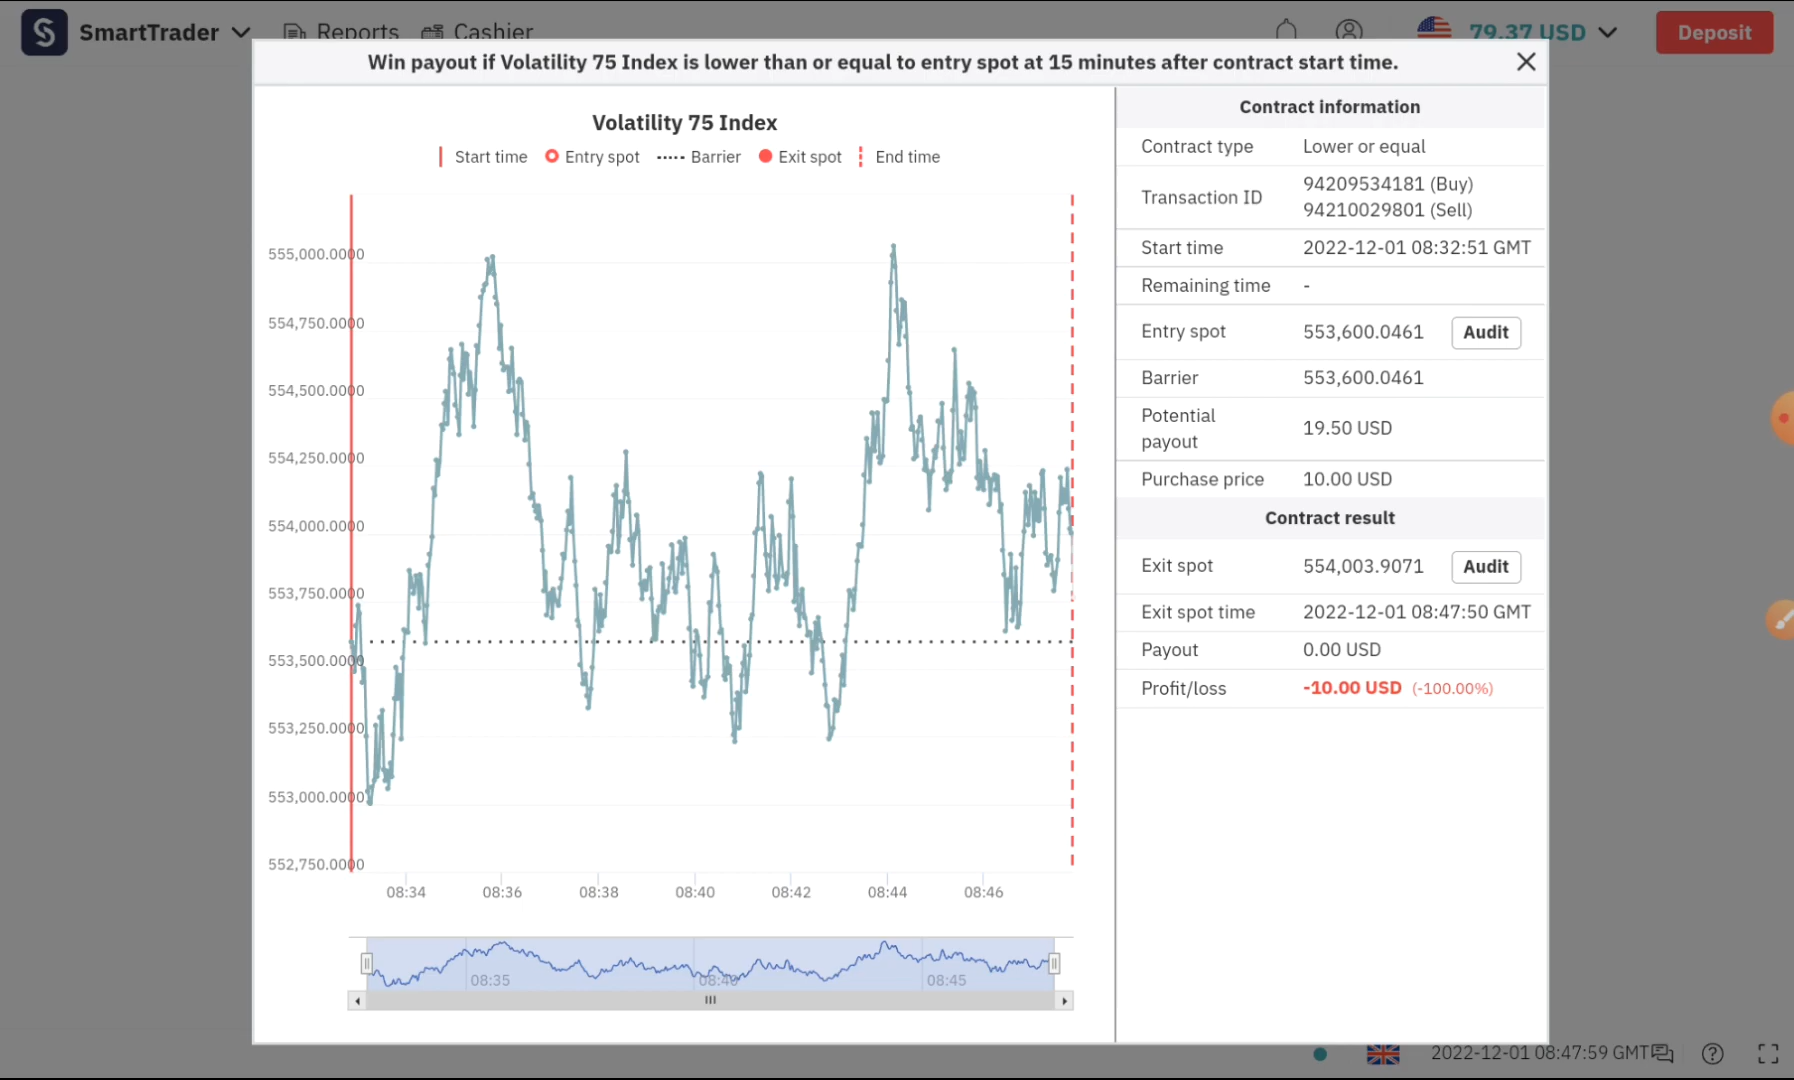 SmartTrader
Reports
Cashier
79.37 USD
Deposit
Win payout if Volatility 75 Index is lower than or equal to entry spot at 15 minutes after contract start time.
Volatility 75 Index
Start time
Entry spot
Barrier
Exit spot
End time
555,000.0000
554,750.0000
554,500.0000
554,250.0000
554,000.0000
553,750.0000
553,500.0000
553,250.0000
553,000.0000
552,750.0000
08:34 08:36 08:38 08:40 08:42 08:44 08:46
08:35 08:40 08:45
Contract information
Contract type Lower or equal
Transaction ID 94209534181 (Buy)
94210029801 (Sell)
Start time 2022-12-01 08:32:51 GMT
Remaining time -
Entry spot 553,600.0461 Audit
Barrier 553,600.0461
Potential
payout 19.50 USD
Purchase price 10.00 USD
Contract result
Exit spot 554,003.9071 Audit
Exit spot time 2022-12-01 08:47:50 GMT
Payout 0.00 USD
Profit/loss -10.00 USD (-100.00%)
2022-12-01 08:47:59 GMT